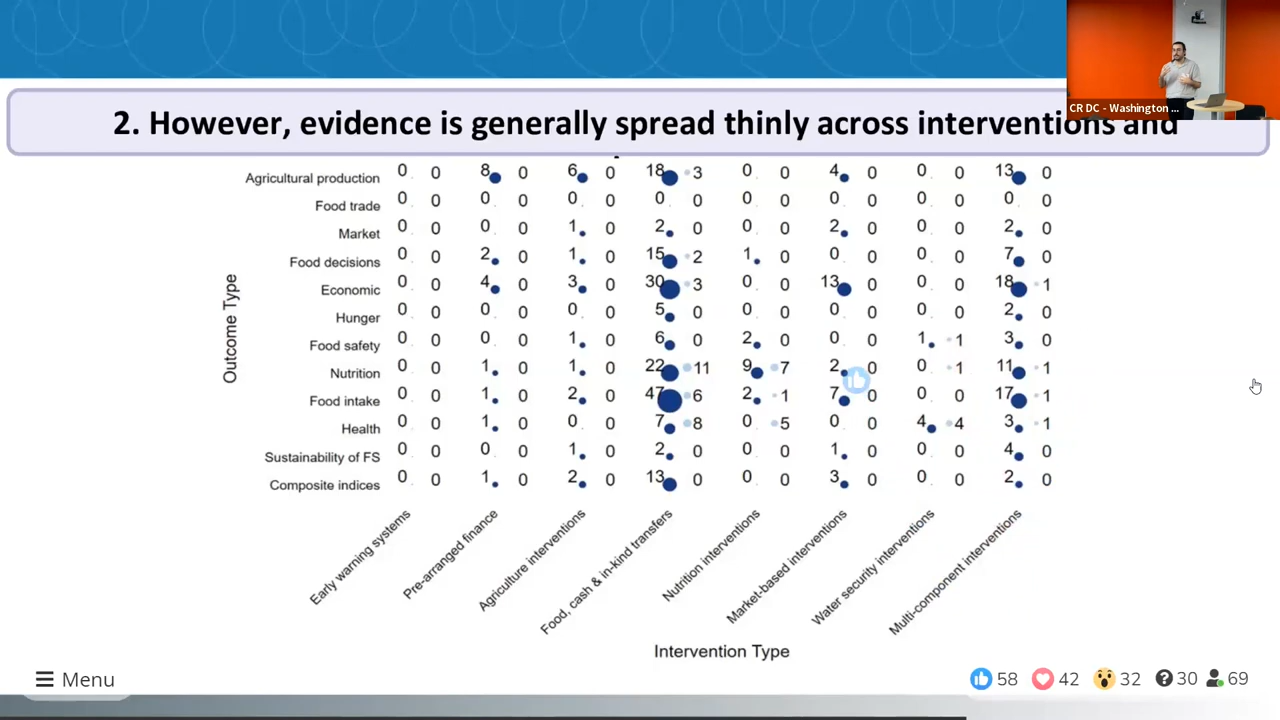 CR DC - Washington ...
2. However, evidence is generally spread thinly across interventions and
Outcome Type
Agricultural production 0 0 8 0 6 0 18 3 0 0 4 0 0 0 13 0
Food trade 0 0 0 0 0 0 0 0 0 0 0 0 0 0 0 0
Market 0 0 0 0 1 0 2 0 0 0 2 0 0 0 2 0
Food decisions 0 0 2 0 1 0 15 2 1 0 0 0 0 0 7 0
Economic 0 0 4 0 3 0 30 3 0 0 13 0 0 0 18 1
Hunger 0 0 0 0 0 0 5 0 0 0 0 0 0 0 2 0
Food safety 0 0 0 0 1 0 6 0 2 0 0 0 1 1 3 0
Nutrition 0 0 1 0 1 0 22 11 9 7 2 0 0 1 11 1
Food intake 0 0 1 0 2 0 47 6 2 1 7 0 0 0 17 1
Health 0 0 1 0 0 0 7 8 0 5 0 0 4 4 3 1
Sustainability of FS 0 0 0 0 1 0 2 0 0 0 1 0 0 0 4 0
Composite indices 0 0 1 0 2 0 13 0 0 0 3 0 0 0 2 0
Early warning systems
Pre-arranged finance
Agriculture interventions
Food, cash & in-kind transfers
Nutrition interventions
Market-based interventions
Water security interventions
Multi-component interventions
Intervention Type
Menu
58 42 32 30 69